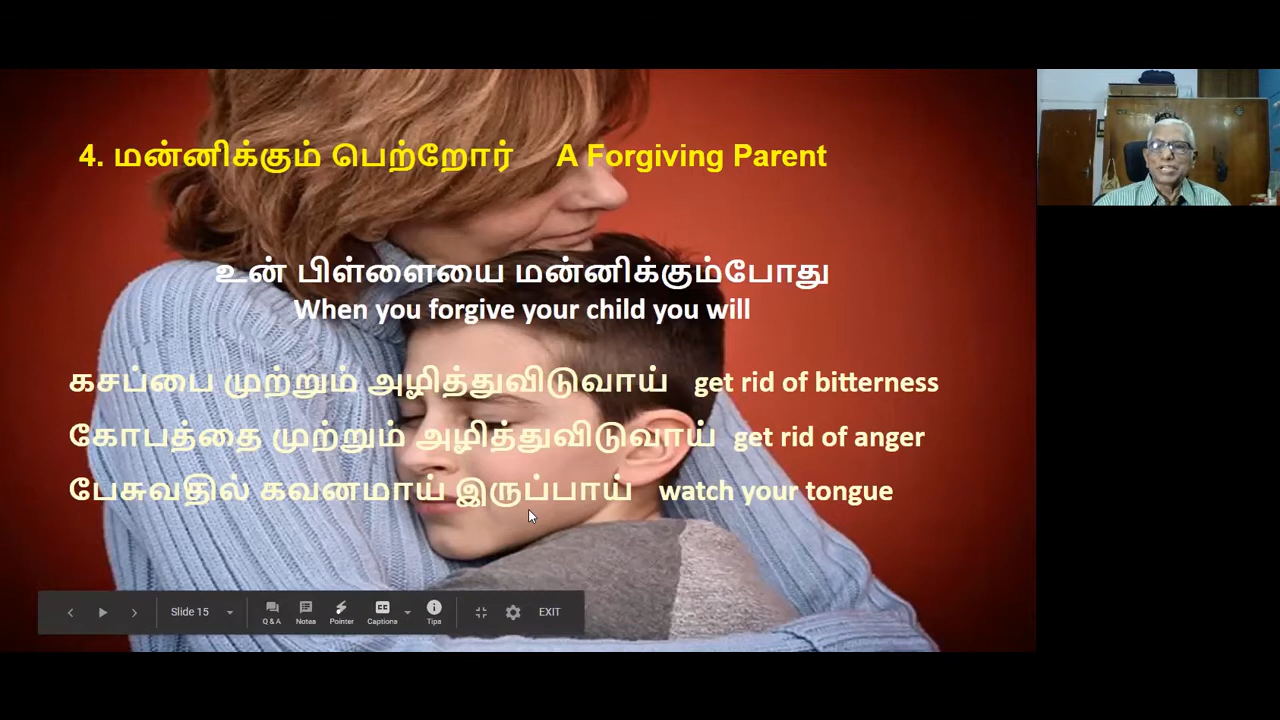 4. மன்னிக்கும் பெற்றோர் A Forgiving Parent
உன் பிள்ளையை மன்னிக்கும்போது
When you forgive your child you will
கசப்பை முற்றும் அழித்துவிடுவாய் get rid of bitterness
கோபத்தை முற்றும் அழித்துவிடுவாய் get rid of anger
பேசுவதில் கவனமாய் இருப்பாய் watch your tongue
Slide 15 Q & A Notes Pointer CC Captions Tips EXIT